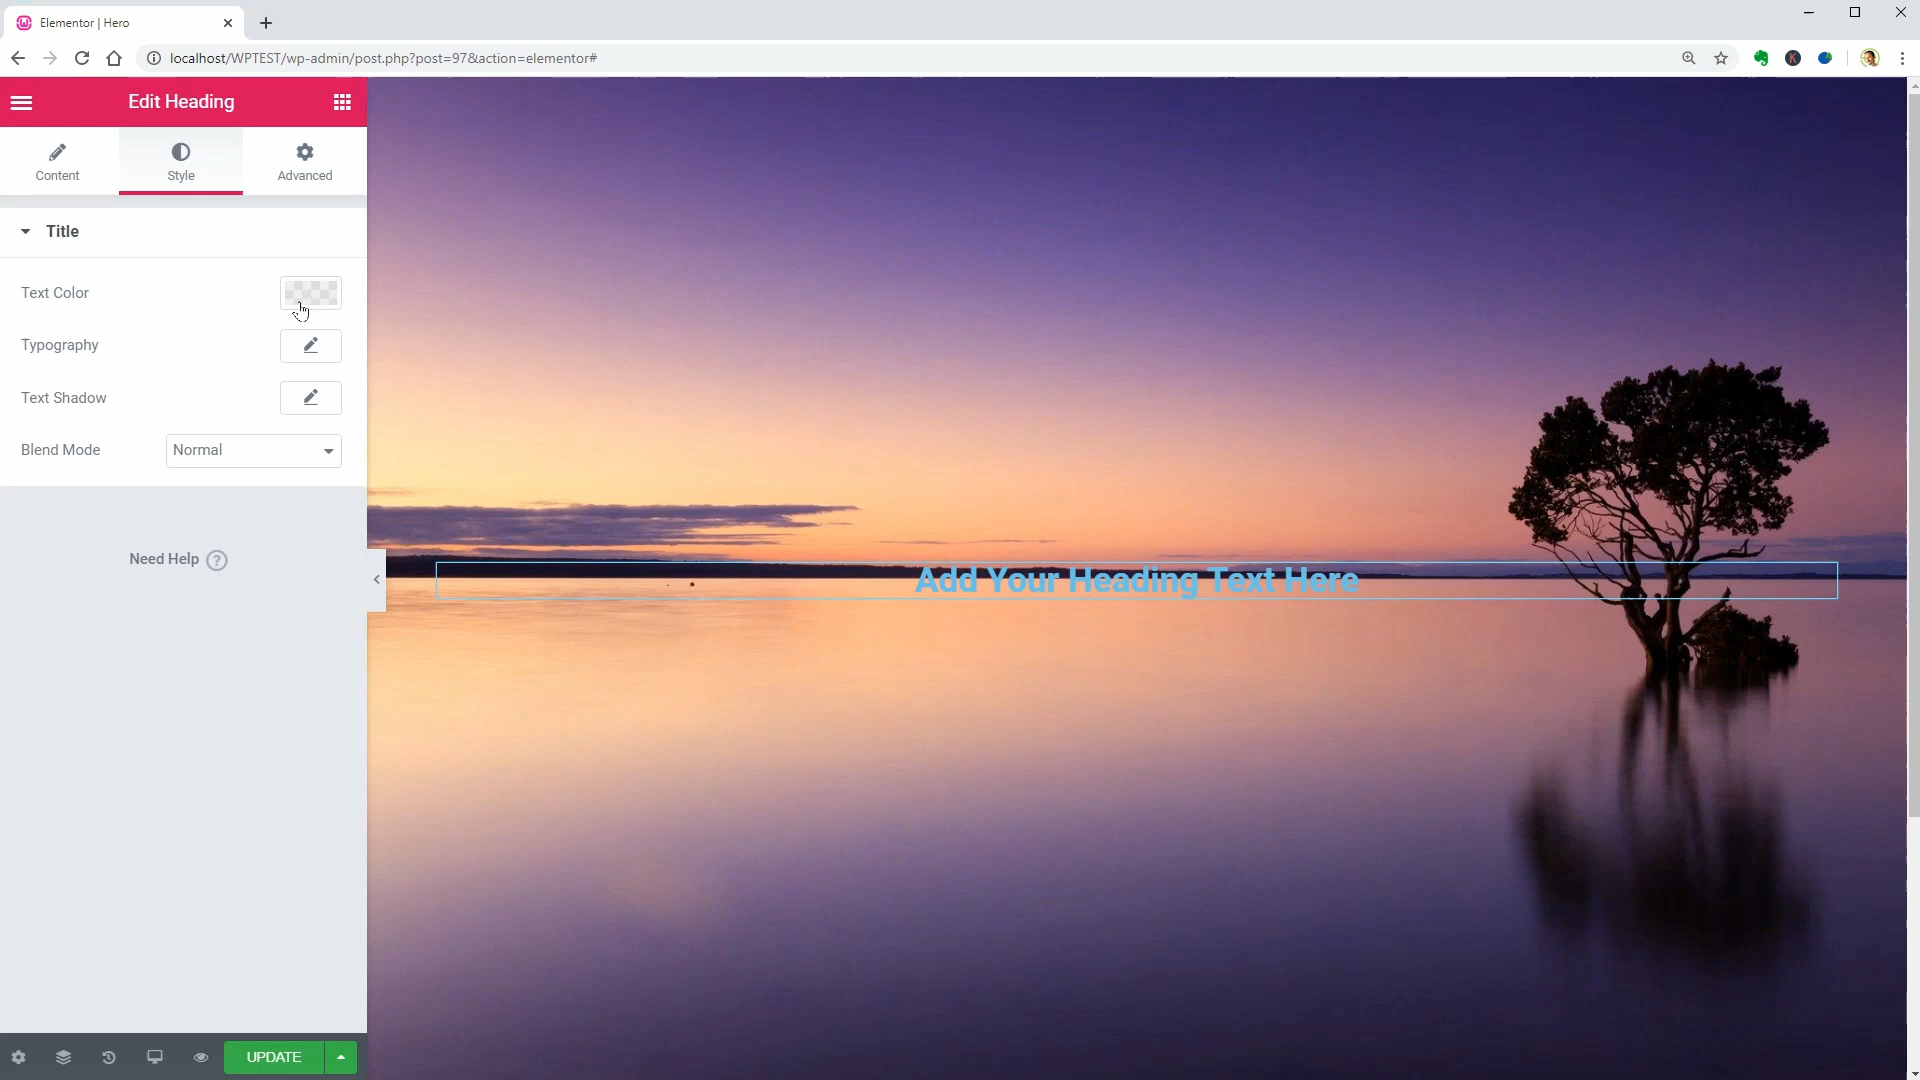 Elementor | Hero
localhost/WPTEST/wp-admin/post.php?post=97&action=elementor#
Edit Heading
Content
Style
Advanced
Title
Text Color
Typography
Text Shadow
Blend Mode
Normal
Need Help ?
Add Your Heading Text Here
UPDATE